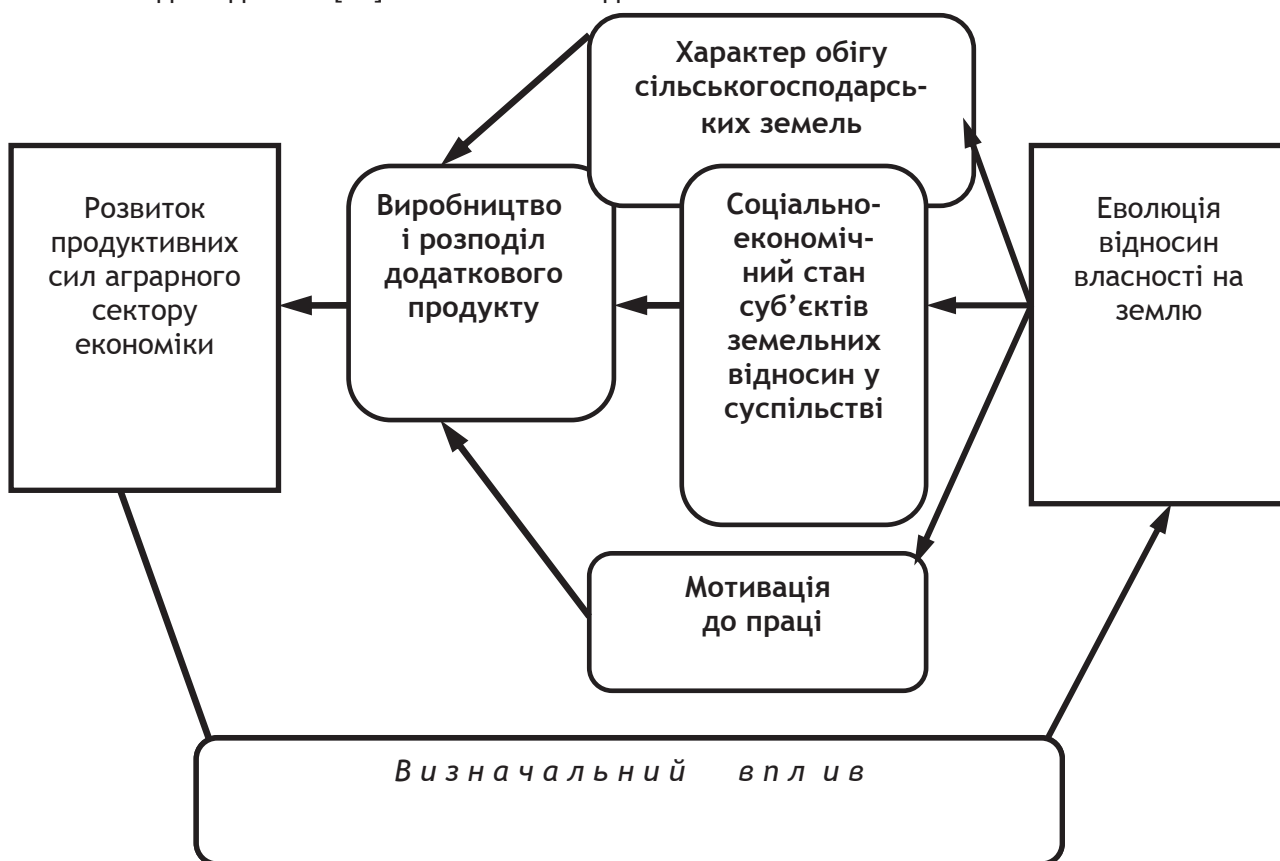 Характер обігу
сільськогосподарсь-
ких земель
Розвиток
продуктивних
сил аграрного
сектору
економіки
Виробництво
і розподіл
додаткового
продукту
Соціально-
економіч-
ний стан
суб’єктів
земельних
відносин у
суспільстві
Еволюція
відносин
власності на
землю
Мотивація
до праці
Визначальний вплив